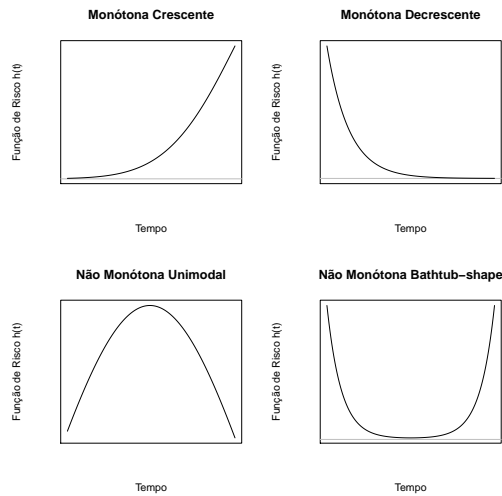 Monótona Crescente
Função de Risco h(t)
Tempo
Monótona Decrescente
Função de Risco h(t)
Tempo
Não Monótona Unimodal
Função de Risco h(t)
Tempo
Não Monótona Bathtub−shape
Função de Risco h(t)
Tempo